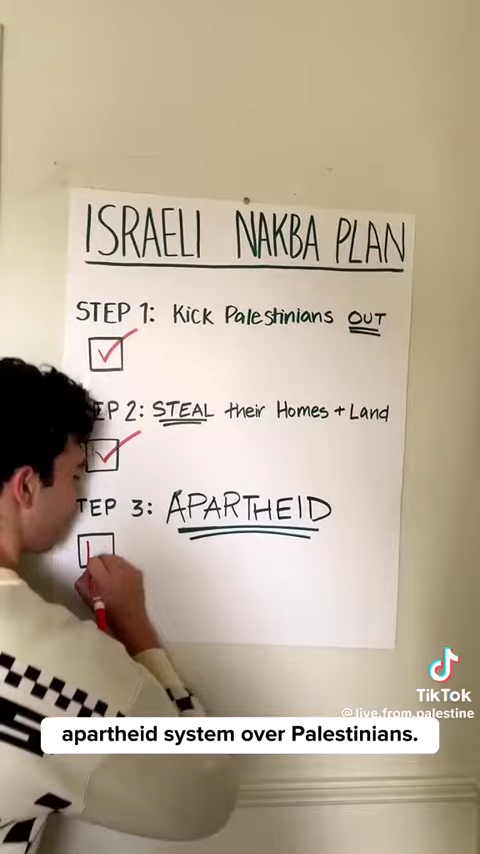 ISRAELI NAKBA PLAN
STEP 1: Kick Palestinians OUT
EP 2: STEAL their Homes + Land
TEP 3: APARTHEID
TikTok
@live.from.palestine
apartheid system over Palestinians.